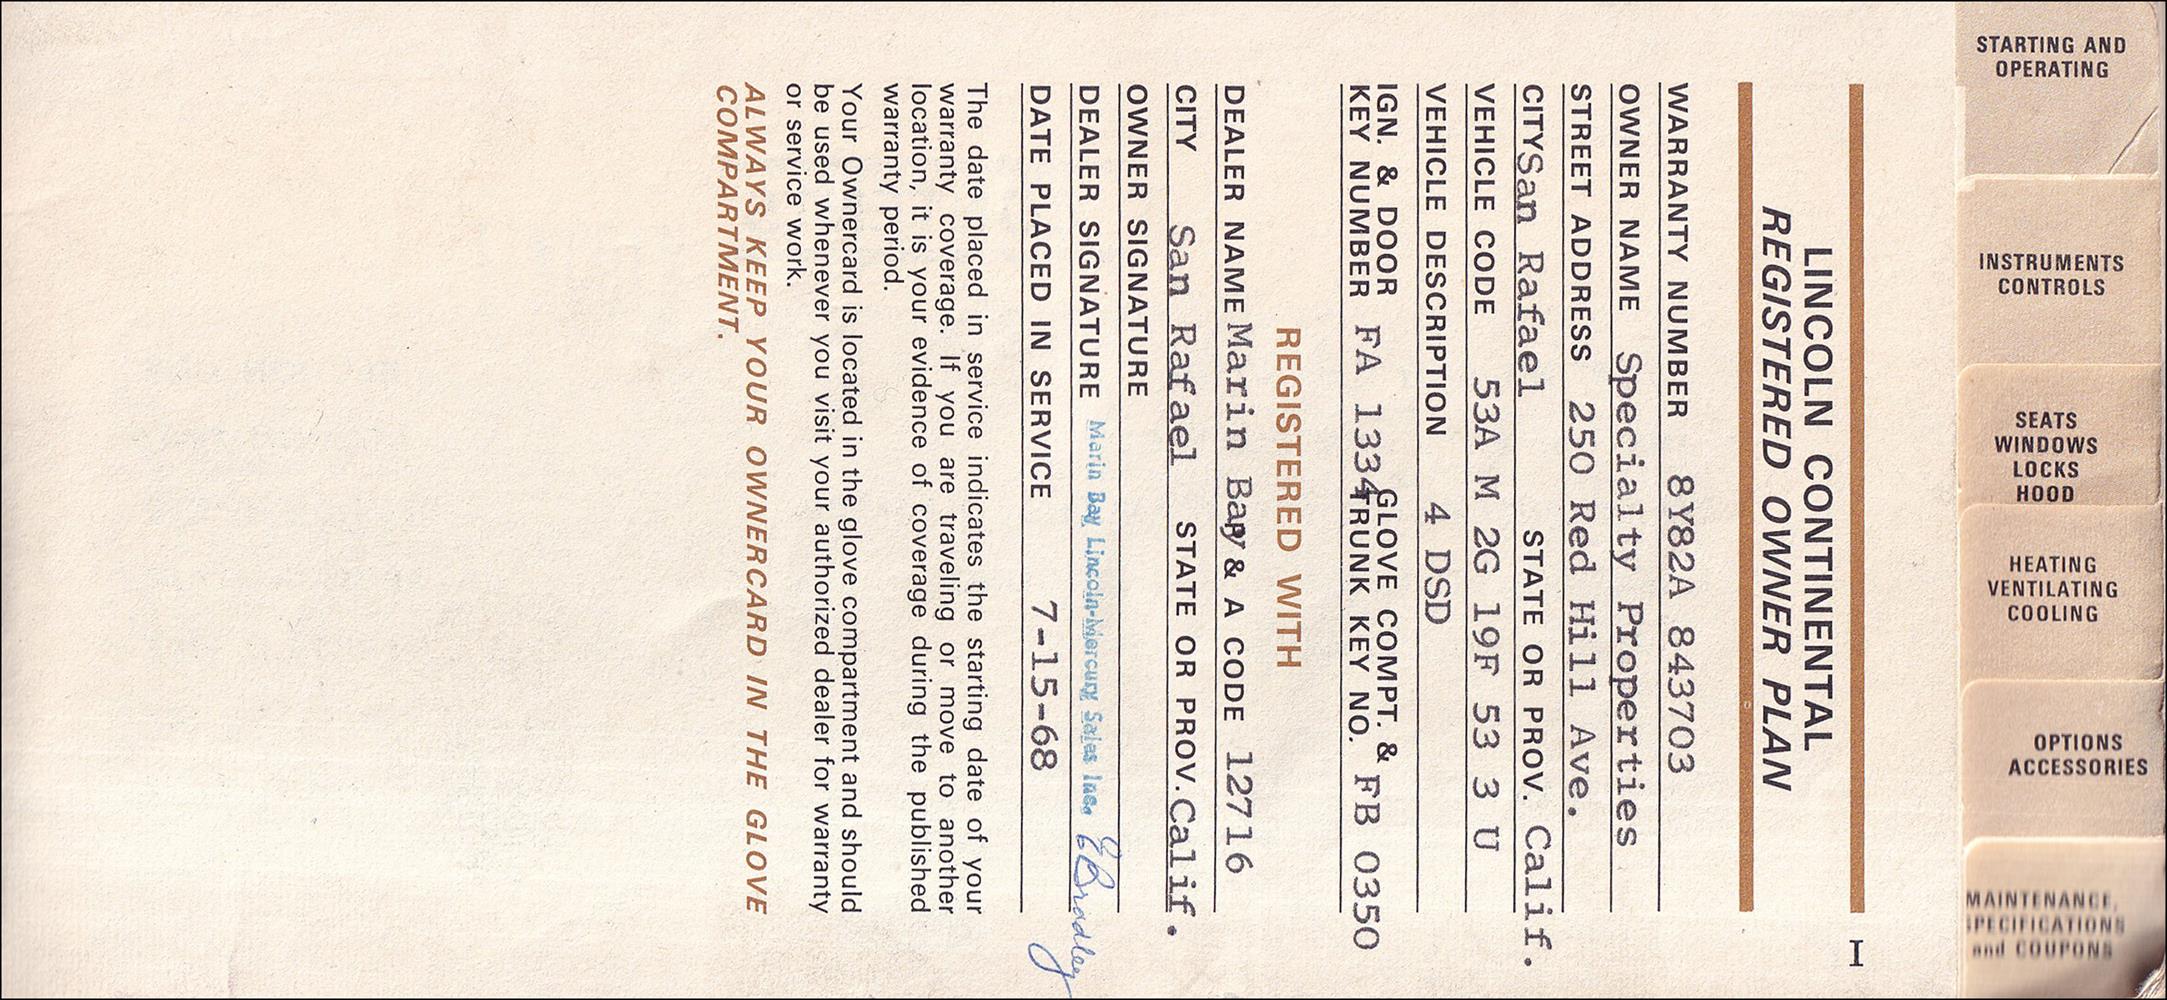 LINCOLN CONTINENTAL
REGISTERED OWNER PLAN
WARRANTY NUMBER 8Y82A 843703
OWNER NAME Specialty Properties
STREET ADDRESS 250 Red Hill Ave.
CITY San Rafael STATE OR PROV. Calif.
VEHICLE CODE 53A M 2G 19F 53 3 U
VEHICLE DESCRIPTION 4 DSD
IGN. & DOOR GLOVE COMPT. &
KEY NUMBER FA 1334 TRUNK KEY NO. FB 0350
REGISTERED WITH
DEALER NAME Marin Bay & A CODE 12716
CITY San Rafael STATE OR PROV. Calif.
OWNER SIGNATURE
DEALER SIGNATURE Marin Bay Lincoln-Mercury Sales Inc. Bradley
DATE PLACED IN SERVICE 7-15-68
The date placed in service indicates the starting date of your
warranty coverage. If you are traveling or move to another
location, it is your evidence of coverage during the published
warranty period.
Your Ownercard is located in the glove compartment and should
be used whenever you visit your authorized dealer for warranty
or service work.
ALWAYS KEEP YOUR OWNERCARD IN THE GLOVE
COMPARTMENT.
I
STARTING AND
OPERATING
INSTRUMENTS
CONTROLS
SEATS
WINDOWS
LOCKS
HOOD
HEATING
VENTILATING
COOLING
OPTIONS
ACCESSORIES
MAINTENANCE,
SPECIFICATIONS
and COUPONS